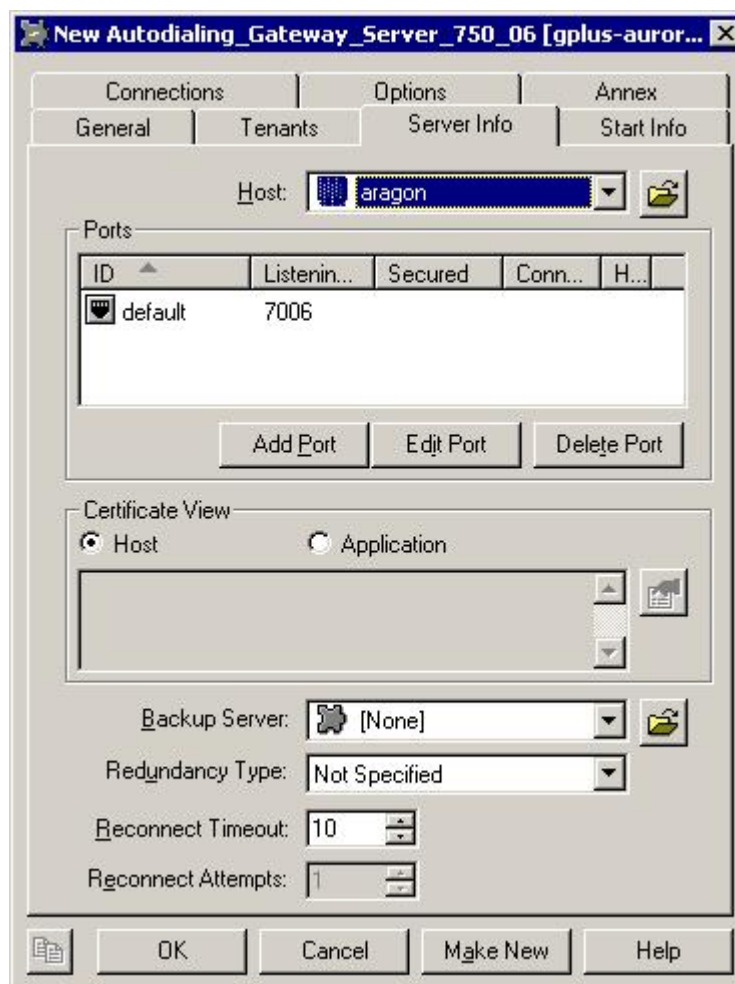 New Autodialing_Gateway_Server_750_06 [gplus-auror...
Connections Options Annex
General Tenants Server Info Start Info
Host: aragon
Ports
ID Listenin... Secured Conn... H...
default 7006
Add Port Edit Port Delete Port
Certificate View
Host Application
Backup Server: [None]
Redundancy Type: Not Specified
Reconnect Timeout: 10
Reconnect Attempts: 1
OK Cancel Make New Help